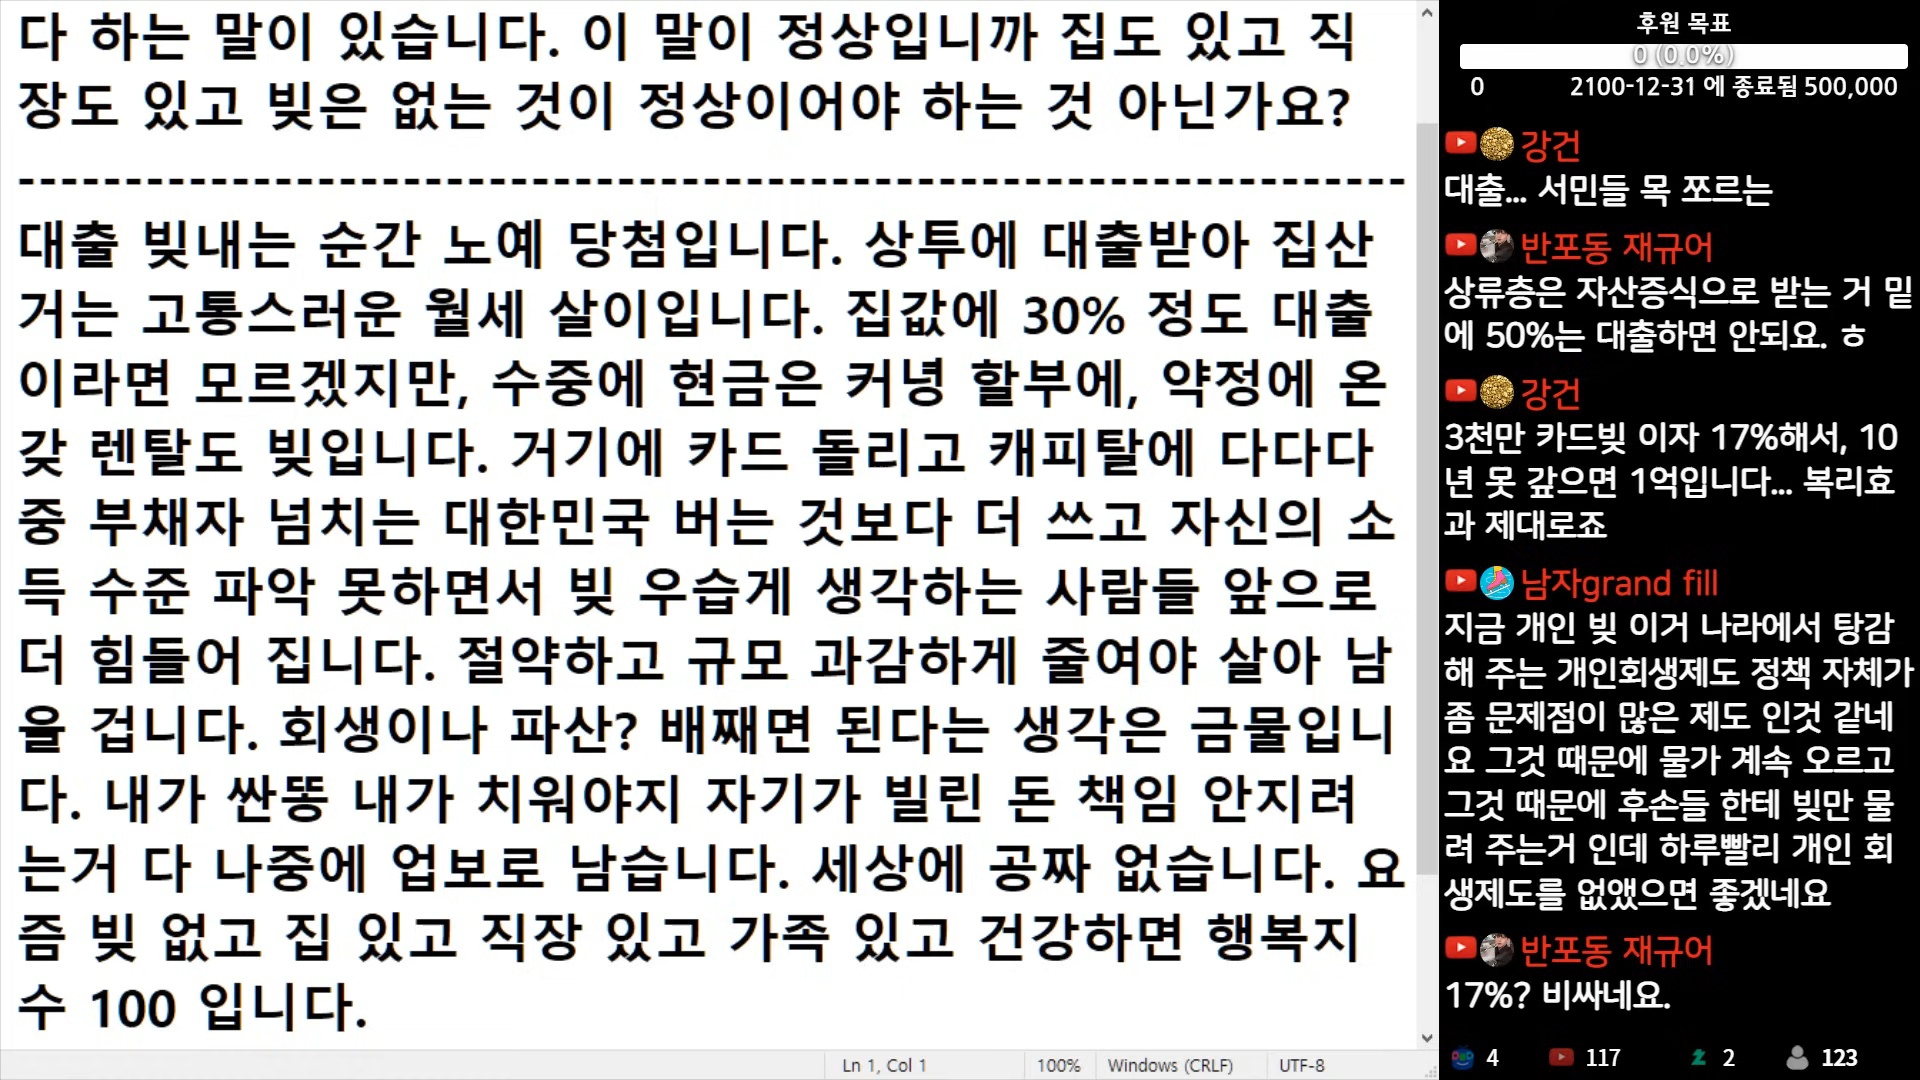 다 하는 말이 있습니다. 이 말이 정상입니까 집도 있고 직
장도 있고 빚은 없는 것이 정상이어야 하는 것 아닌가요?
------------------------------------------------------------
대출 빚내는 순간 노예 당첨입니다. 상투에 대출받아 집산
거는 고통스러운 월세 살이입니다. 집값에 30% 정도 대출
이라면 모르겠지만, 수중에 현금은 커녕 할부에, 약정에 온
갖 렌탈도 빚입니다. 거기에 카드 돌리고 캐피탈에 다다다
중 부채자 넘치는 대한민국 버는 것보다 더 쓰고 자신의 소
득 수준 파악 못하면서 빚 우습게 생각하는 사람들 앞으로
더 힘들어 집니다. 절약하고 규모 과감하게 줄여야 살아 남
을 겁니다. 회생이나 파산? 배째면 된다는 생각은 금물입니
다. 내가 싼똥 내가 치워야지 자기가 빌린 돈 책임 안지려
는거 다 나중에 업보로 남습니다. 세상에 공짜 없습니다. 요
즘 빚 없고 집 있고 직장 있고 가족 있고 건강하면 행복지
수 100 입니다.
Ln 1, Col 1 100% Windows (CRLF) UTF-8
후원 목표
0 (0.0%)
0 2100-12-31 에 종료됨 500,000
강건
대출... 서민들 목 쪼르는
반포동 재규어
상류층은 자산증식으로 받는 거 밑
에 50%는 대출하면 안되요. ㅎ
강건
3천만 카드빚 이자 17%해서, 10
년 못 갚으면 1억입니다... 복리효
과 제대로죠
남자grand fill
지금 개인 빚 이거 나라에서 탕감
해 주는 개인회생제도 정책 자체가
좀 문제점이 많은 제도 인것 같네
요 그것 때문에 물가 계속 오르고
그것 때문에 후손들 한테 빚만 물
려 주는거 인데 하루빨리 개인 회
생제도를 없앴으면 좋겠네요
반포동 재규어
17%? 비싸네요.
4 117 2 123